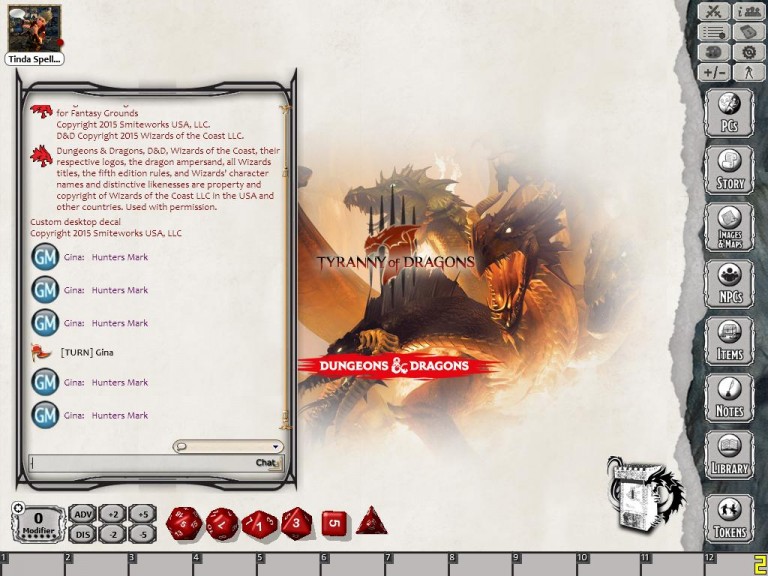 Tinda Spell...
for Fantasy Grounds
Copyright 2015 Smiteworks USA, LLC.
D&D Copyright 2015 Wizards of the Coast LLC.
Dungeons & Dragons, D&D, Wizards of the Coast, their
respective logos, the dragon ampersand, all Wizards
titles, the fifth edition rules, and Wizards' character
names and distinctive likenesses are property and
copyright of Wizards of the Coast LLC in the USA and
other countries. Used with permission.
Custom desktop decal
Copyright 2015 Smiteworks USA, LLC
GM Gina: Hunters Mark
GM Gina: Hunters Mark
GM Gina: Hunters Mark
[TURN] Gina
GM Gina: Hunters Mark
GM Gina: Hunters Mark
Chat
TYRANNY of DRAGONS
DUNGEONS & DRAGONS
+/-
PCs
STORY
IMAGES
& MAPS
NPCs
ITEMS
NOTES
LIBRARY
TOKENS
0
Modifier
ADV +2 +5
DIS -2 -5
7 1 3 5
1 2 3 4 5 6 7 8 9 10 11 12
2